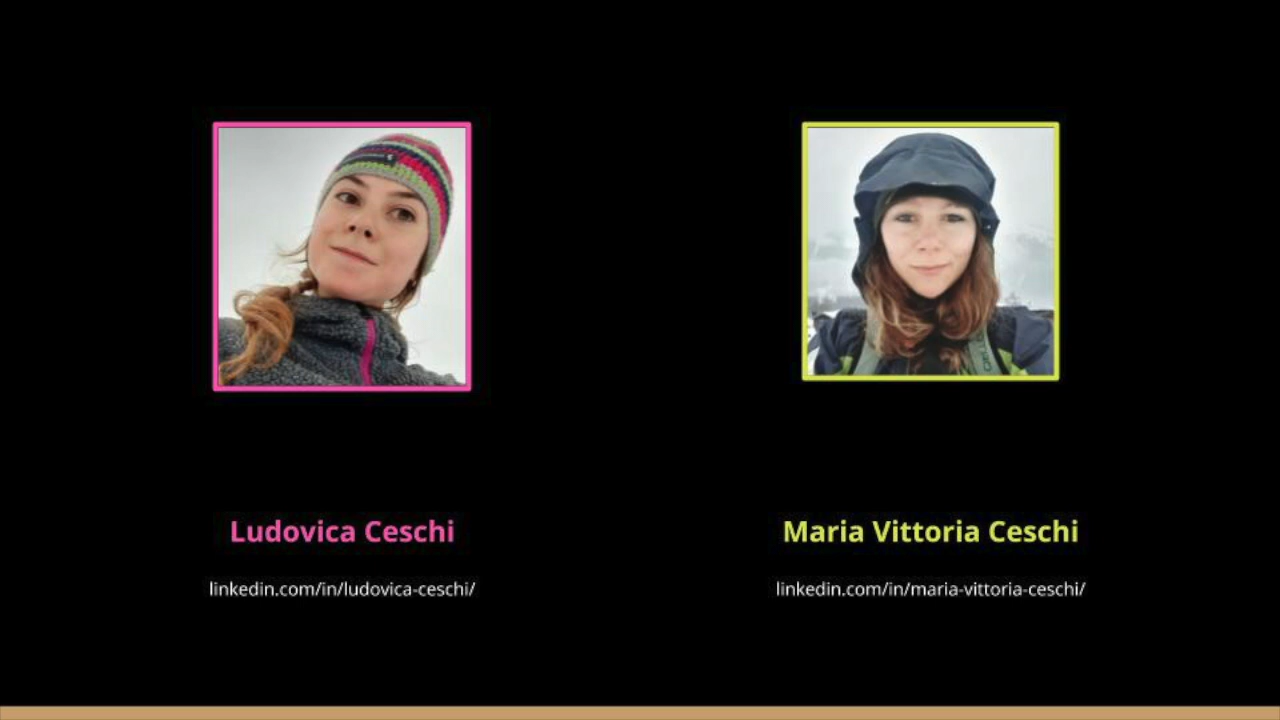 Ludovica Ceschi
Maria Vittoria Ceschi
linkedin.com/in/ludovica-ceschi/
linkedin.com/in/maria-vittoria-ceschi/